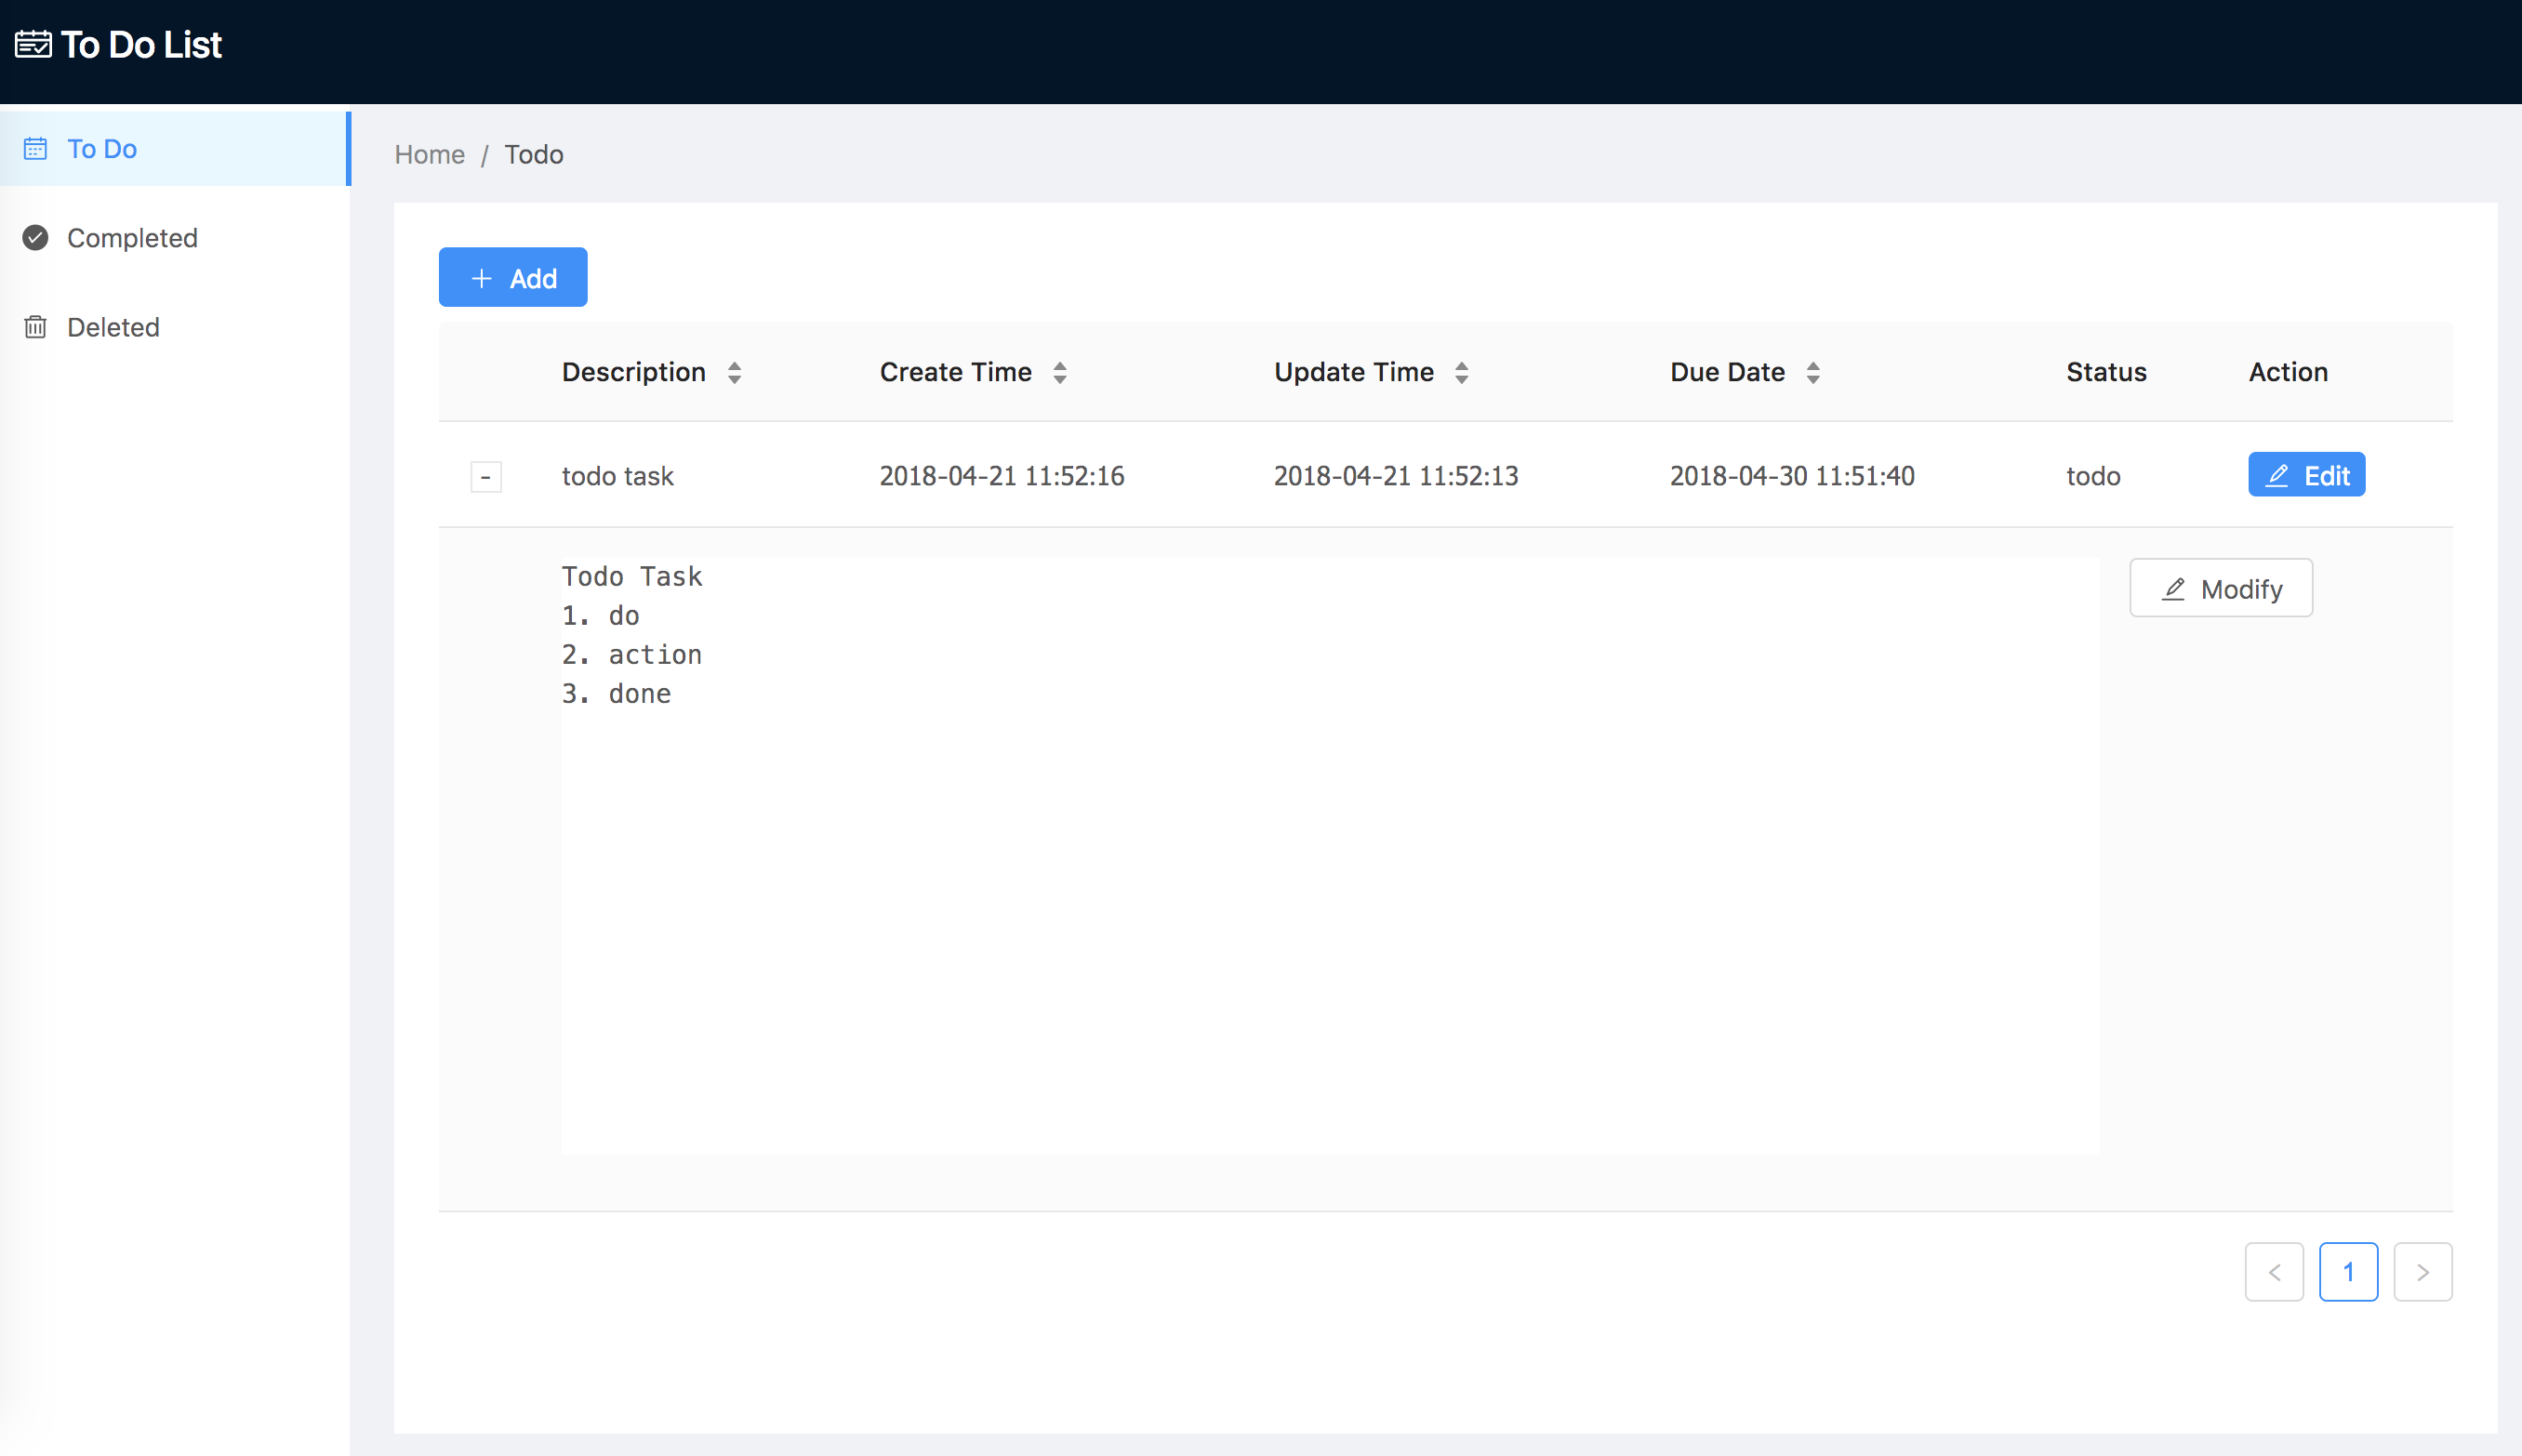 To Do List
To Do
Completed
Deleted
Home / Todo
+ Add
Description Create Time Update Time Due Date Status Action
- todo task 2018-04-21 11:52:16 2018-04-21 11:52:13 2018-04-30 11:51:40 todo Edit
Todo Task
1. do
2. action
3. done
Modify
< 1 >